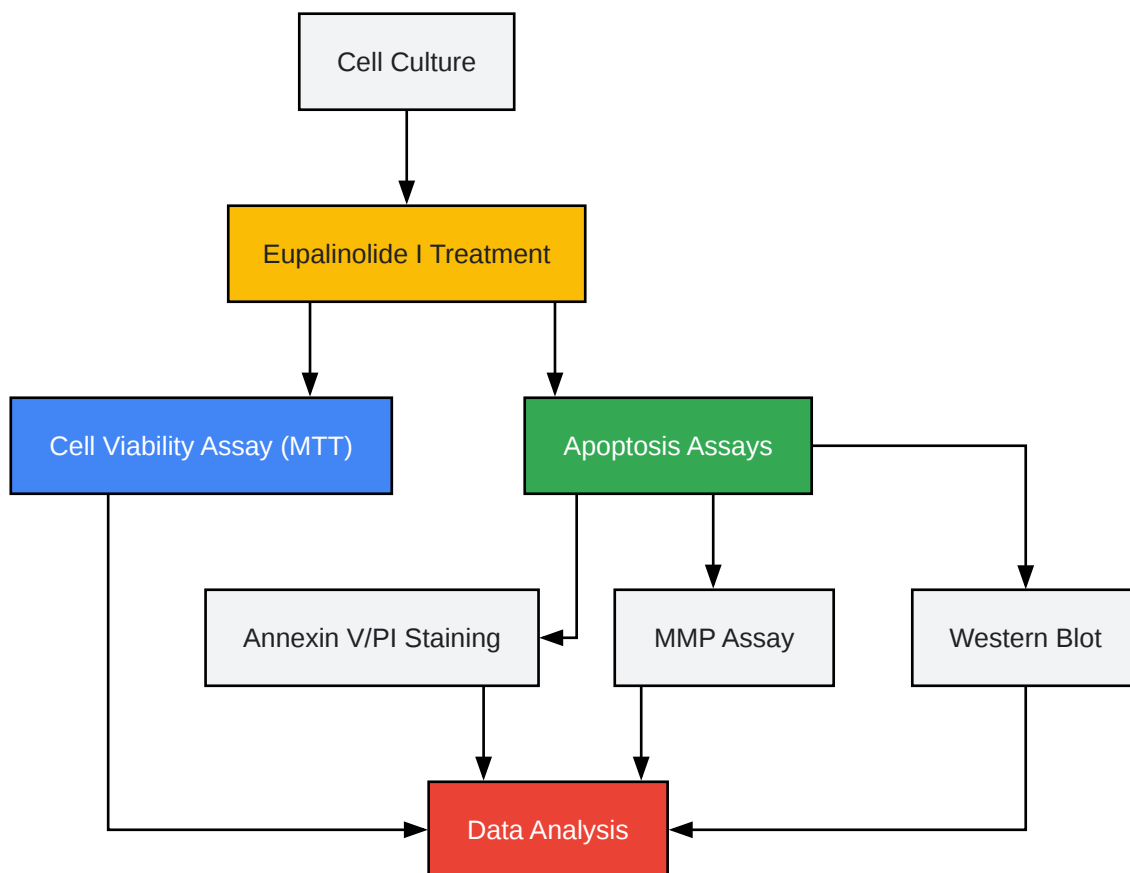 Cell Culture
Eupalinolide I Treatment
Cell Viability Assay (MTT)
Apoptosis Assays
Annexin V/PI Staining
MMP Assay
Western Blot
Data Analysis